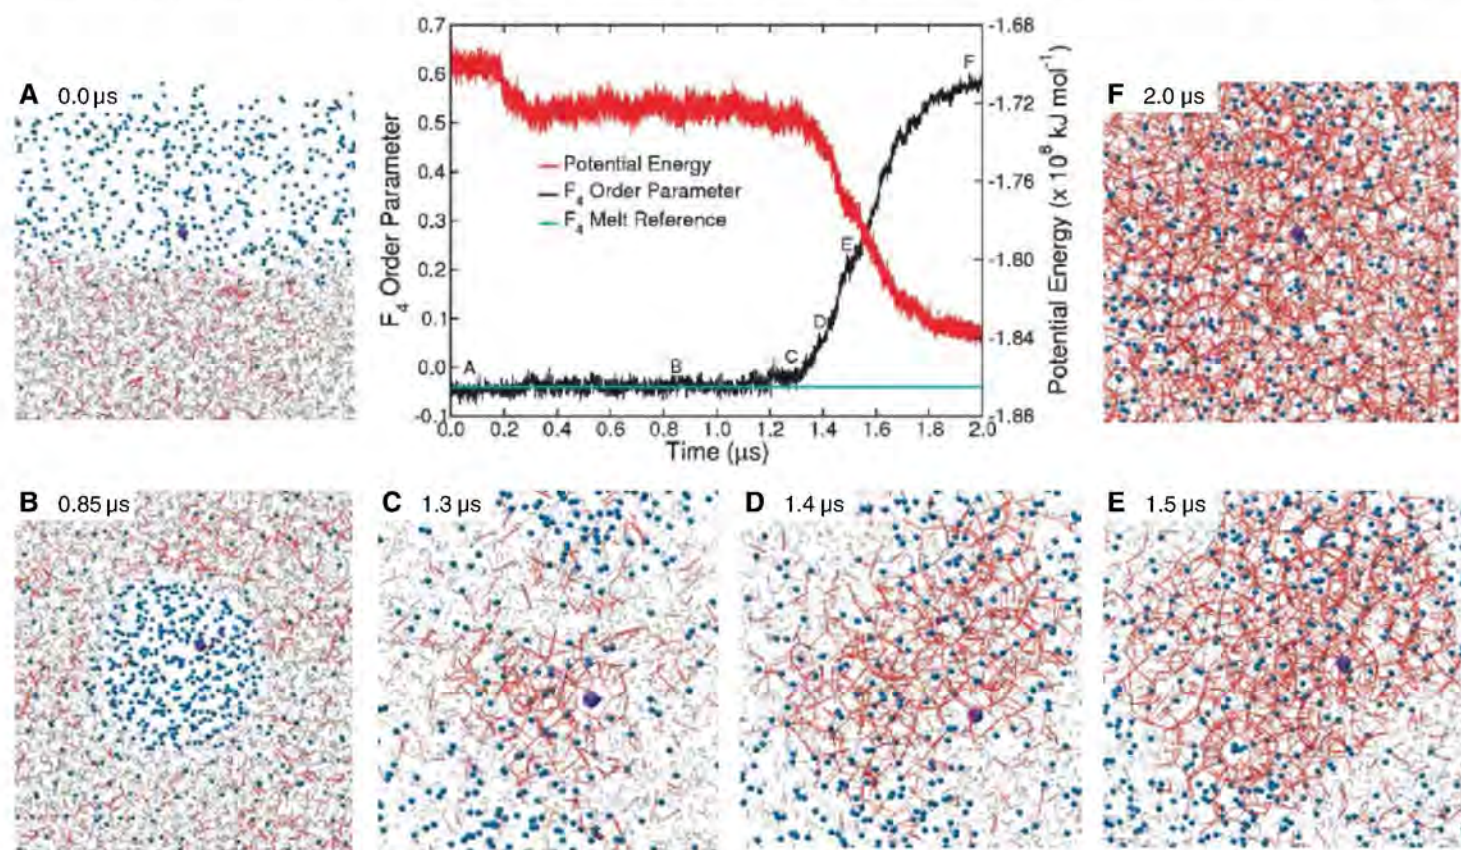 A 0.0 µs
0.7
0.6
0.5
0.4
0.3
0.2
0.1
0.0
-0.1
F4 Order Parameter
Potential Energy
F4 Order Parameter
F4 Melt Reference
A
B
C
D
E
F
0.0 0.2 0.4 0.6 0.8 1.0 1.2 1.4 1.6 1.8 2.0
Time (µs)
-1.68
-1.72
-1.76
-1.80
-1.84
-1.86
Potential Energy (x 10⁸ kJ mol⁻¹)
F 2.0 µs
B 0.85 µs
C 1.3 µs
D 1.4 µs
E 1.5 µs